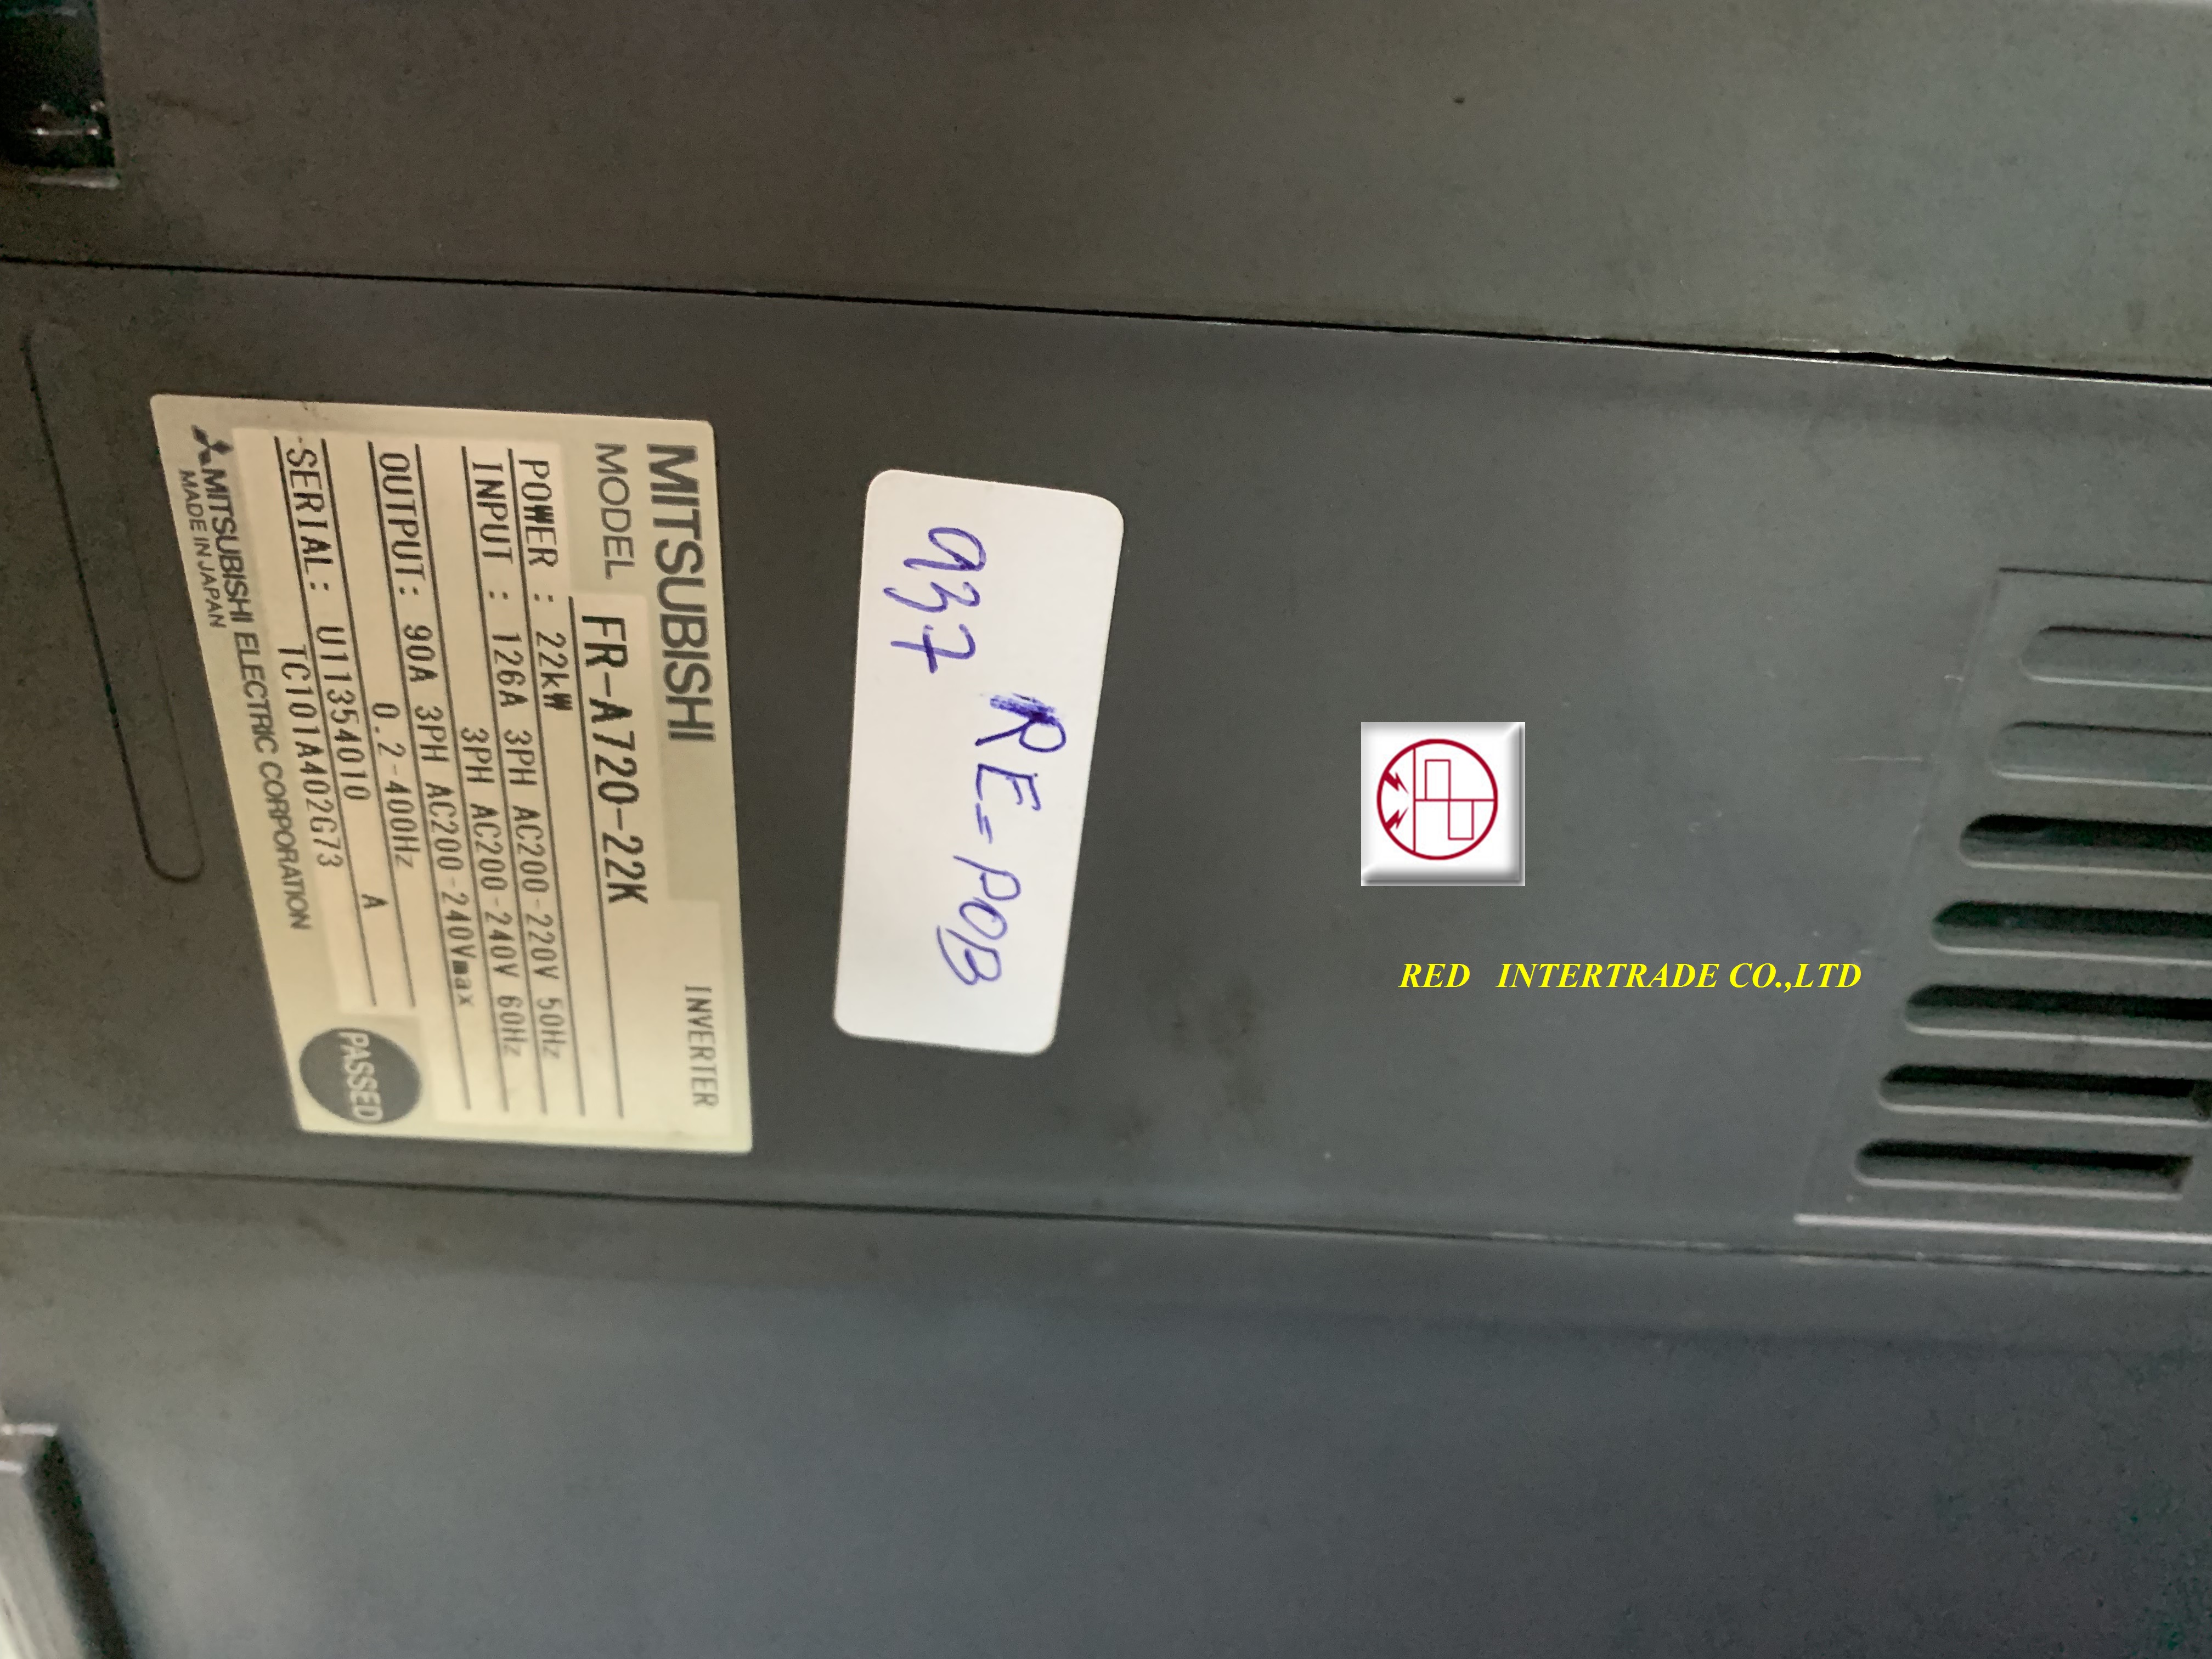 MITSUBISHI INVERTER
MODEL FR-A720-22K
POWER : 22kW
INPUT : 126A 3PH AC200-220V 50Hz
3PH AC200-240V 60Hz
OUTPUT: 90A 3PH AC200-240Vmax
0.2-400Hz A
SERIAL: U11354010
TC101A402G73
MITSUBISHI ELECTRIC CORPORATION
MADE IN JAPAN
PASSED
RE-POB
937
RED INTERTRADE CO.,LTD